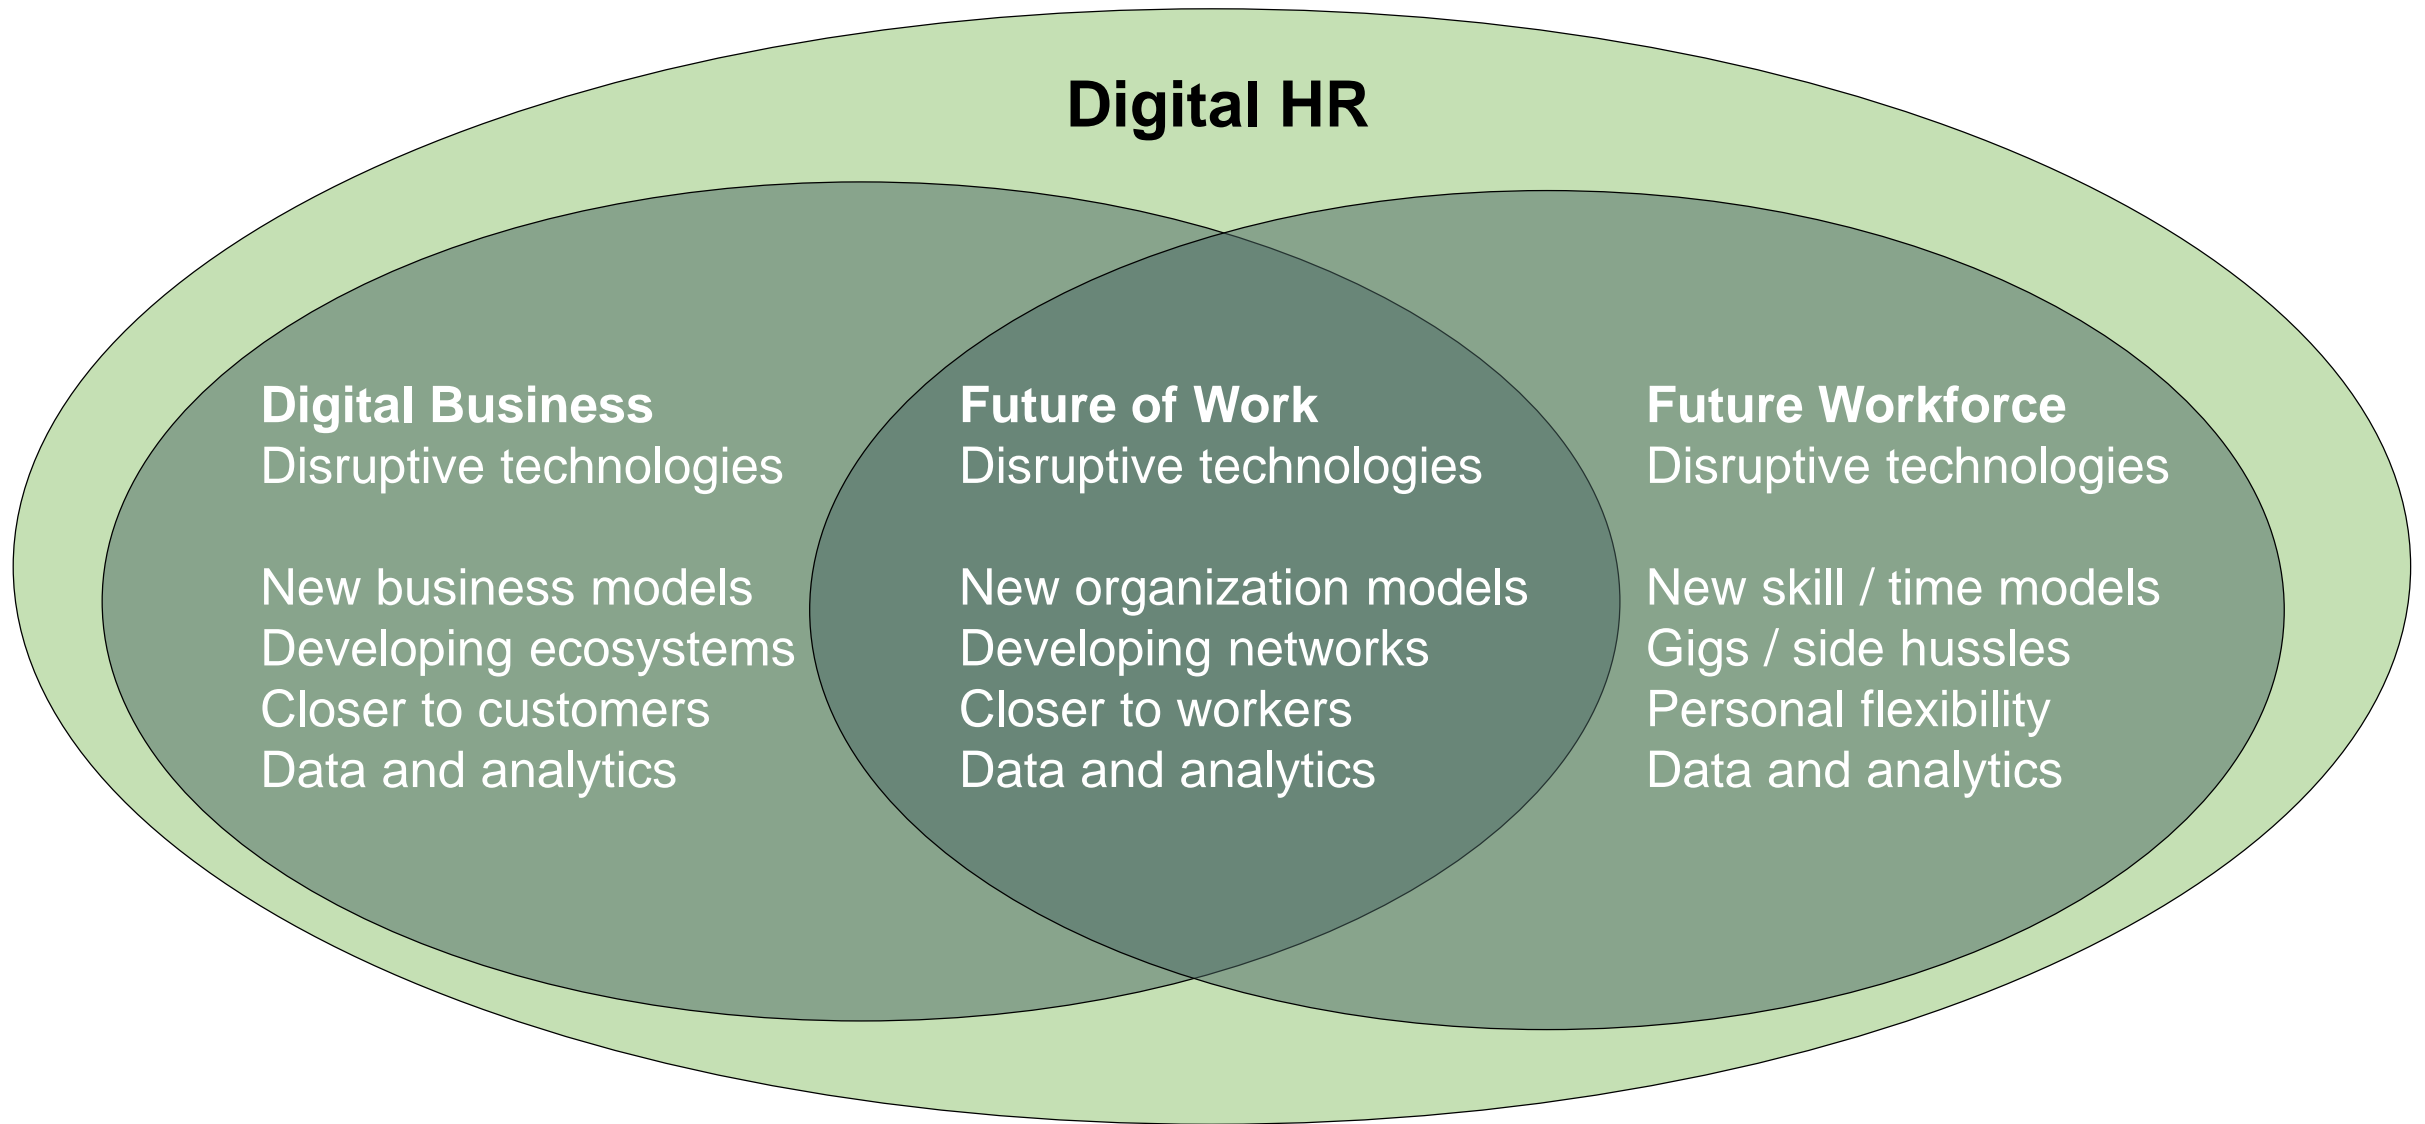 Digital HR
Digital Business
Disruptive technologies
New business models
Developing ecosystems
Closer to customers
Data and analytics
Future of Work
Disruptive technologies
New organization models
Developing networks
Closer to workers
Data and analytics
Future Workforce
Disruptive technologies
New skill / time models
Gigs / side hussles
Personal flexibility
Data and analytics